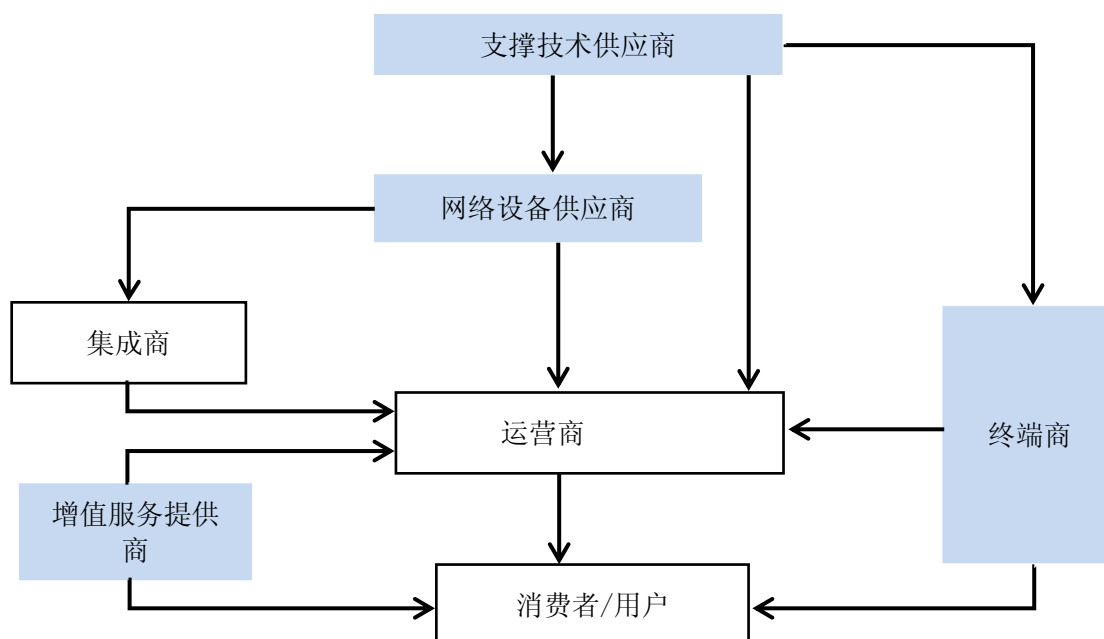 支撑技术供应商
网络设备供应商
集成商
运营商
终端商
增值服务提供
商
消费者/用户